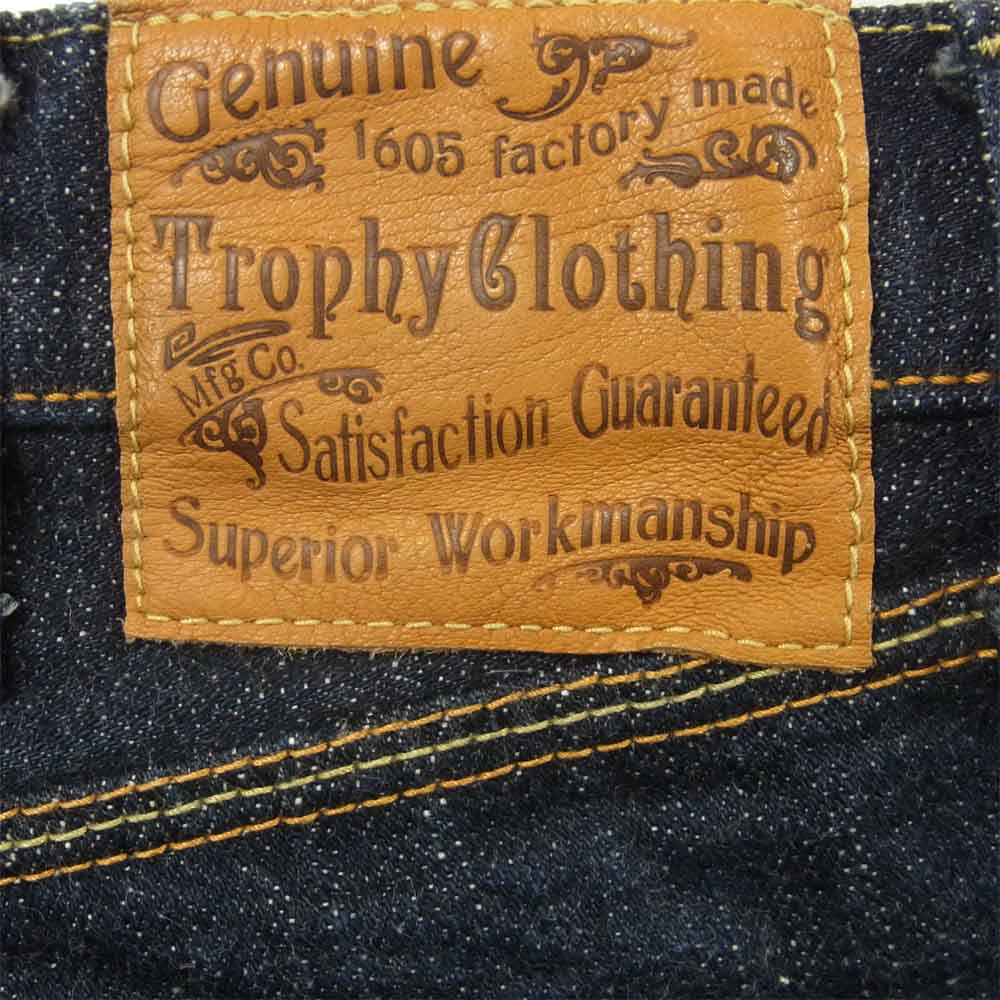 Genuine
1605 factory made
Trophy Clothing
Mfg Co.
Satisfaction Guaranteed
Superior Workmanship